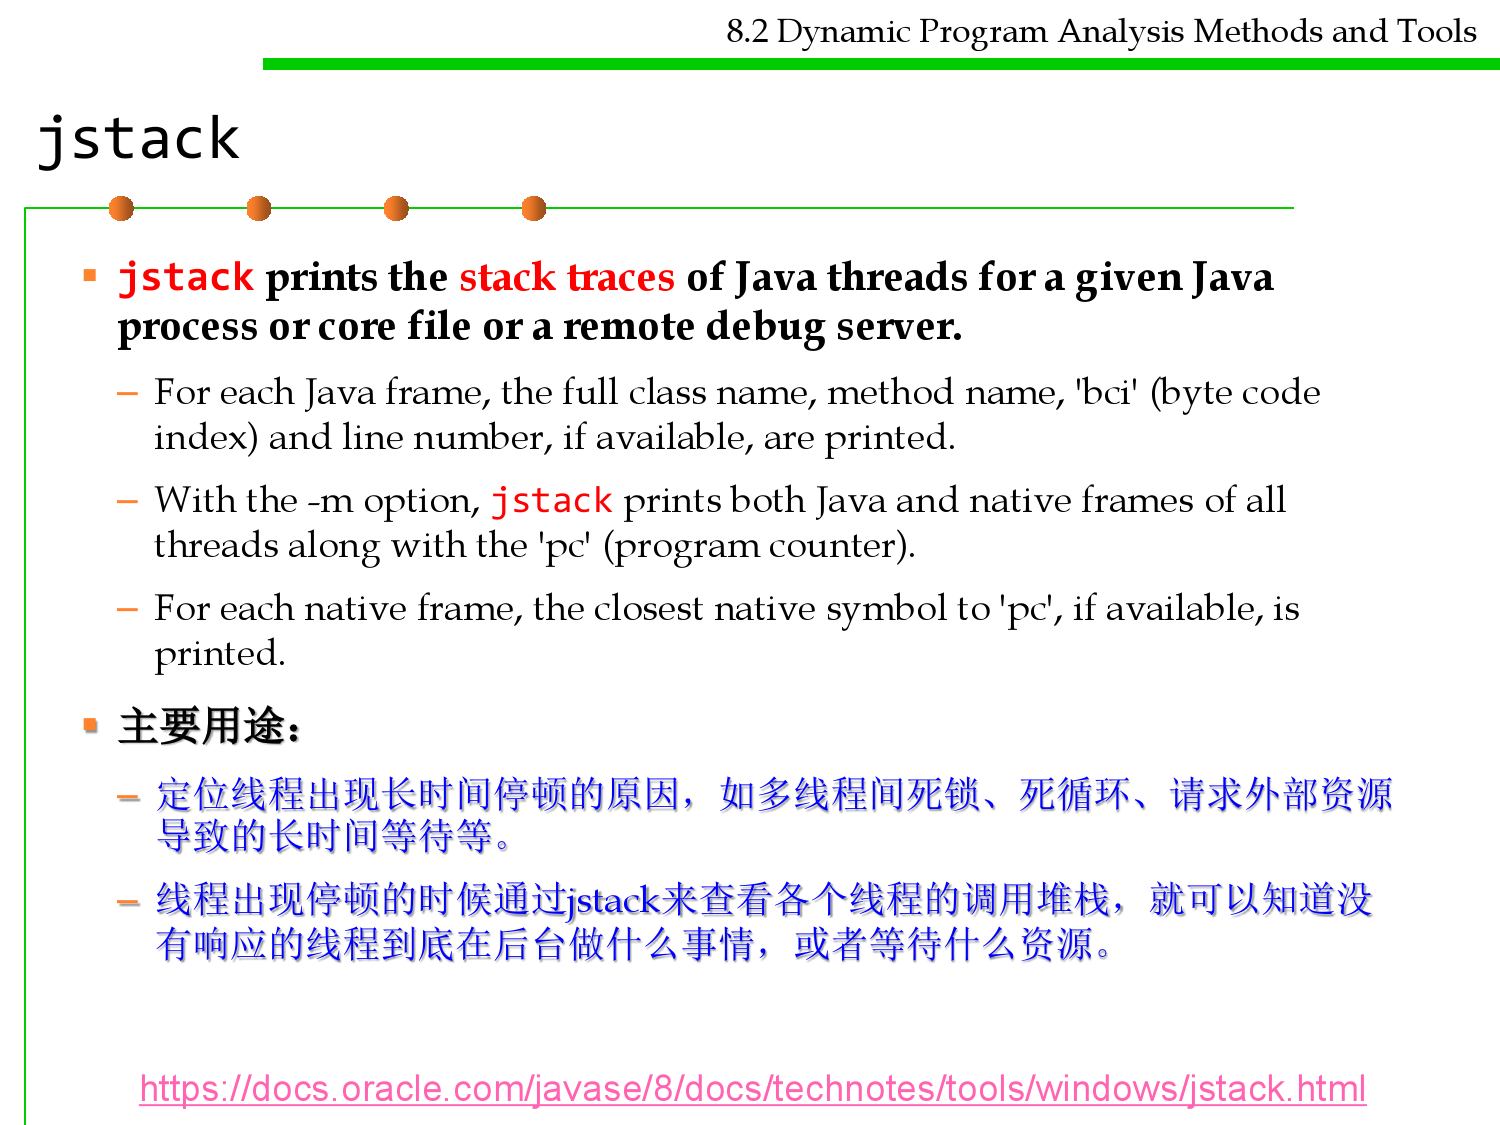 8.2 Dynamic Program Analysis Methods and Tools
jstack
▪ jstack prints the stack traces of Java threads for a given Java
process or core file or a remote debug server.
– For each Java frame, the full class name, method name, 'bci' (byte code
index) and line number, if available, are printed.
– With the -m option, jstack prints both Java and native frames of all
threads along with the 'pc' (program counter).
– For each native frame, the closest native symbol to 'pc', if available, is
printed.
▪ 主要用途：
– 定位线程出现长时间停顿的原因，如多线程间死锁、死循环、请求外部资源
导致的长时间等待等。
– 线程出现停顿的时候通过jstack来查看各个线程的调用堆栈，就可以知道没
有响应的线程到底在后台做什么事情，或者等待什么资源。
https://docs.oracle.com/javase/8/docs/technotes/tools/windows/jstack.html